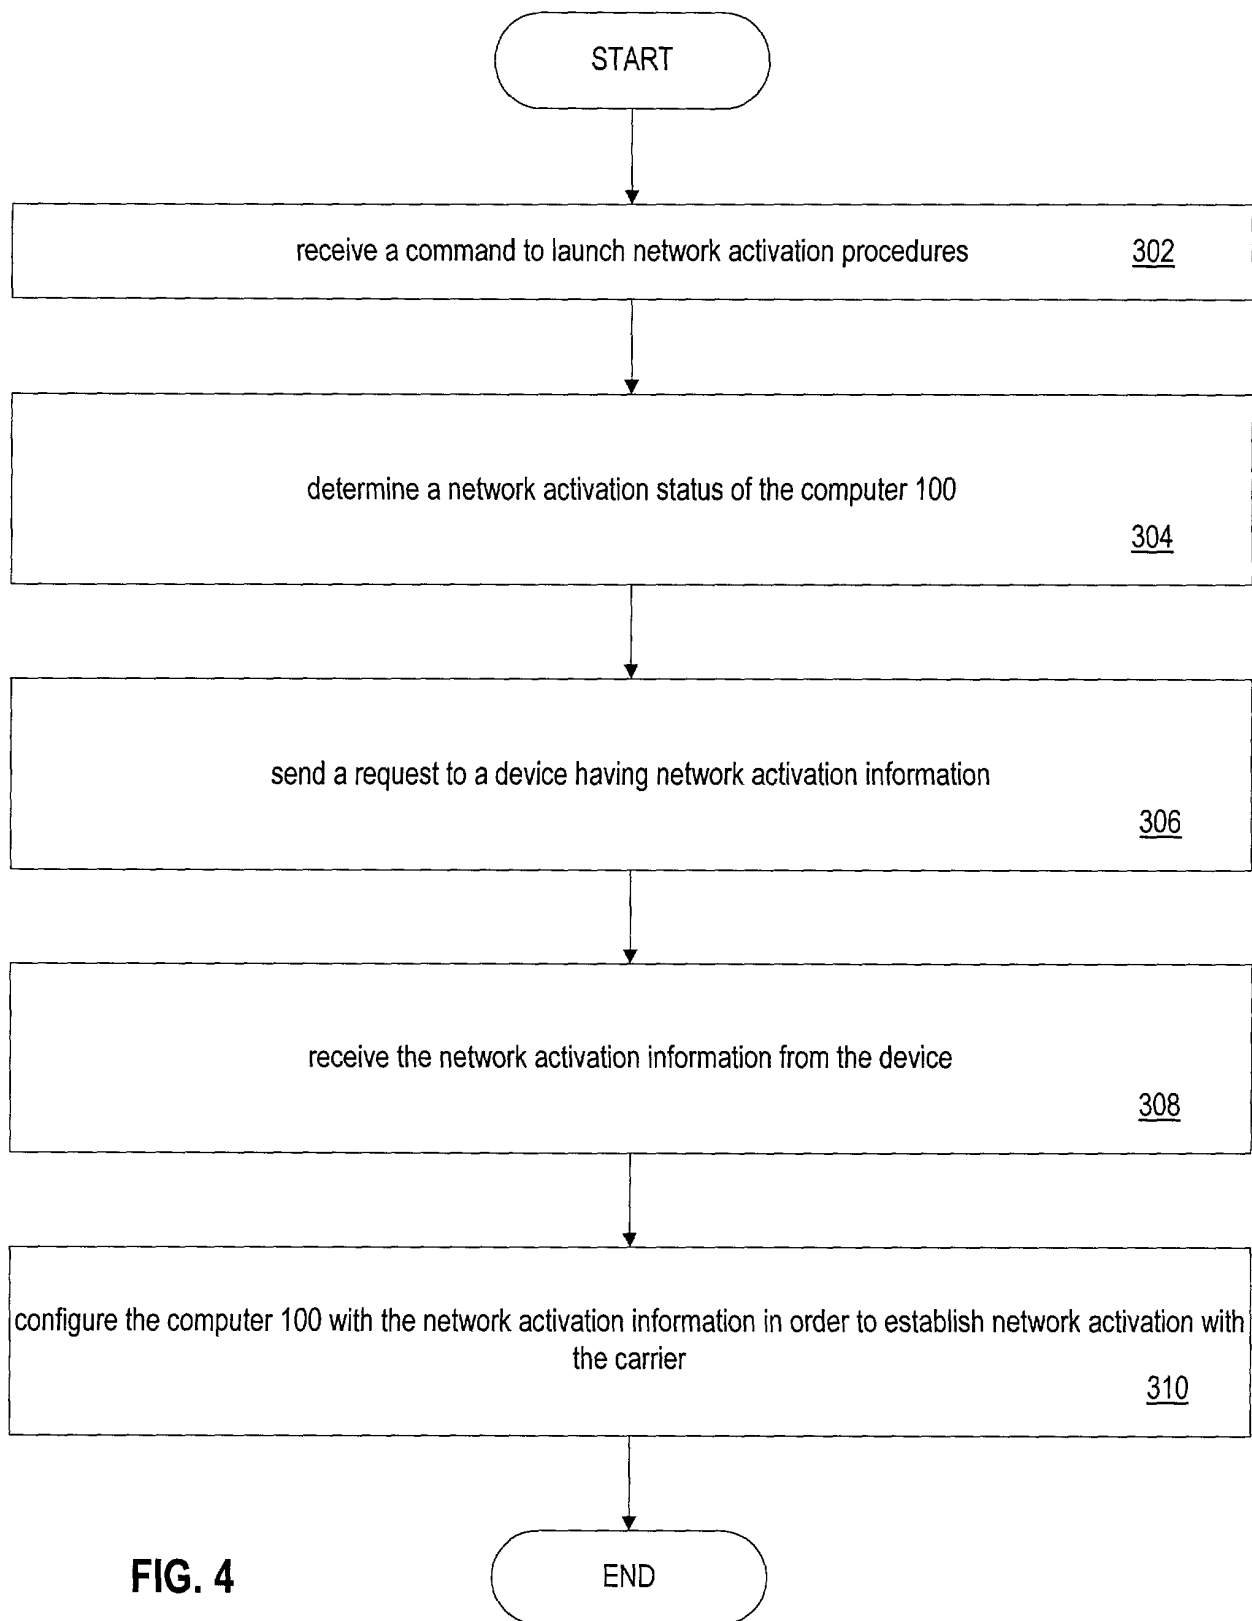 START
receive a command to launch network activation procedures 302
determine a network activation status of the computer 100
304
send a request to a device having network activation information
306
receive the network activation information from the device
308
configure the computer 100 with the network activation information in order to establish network activation with
the carrier
310
END
FIG. 4